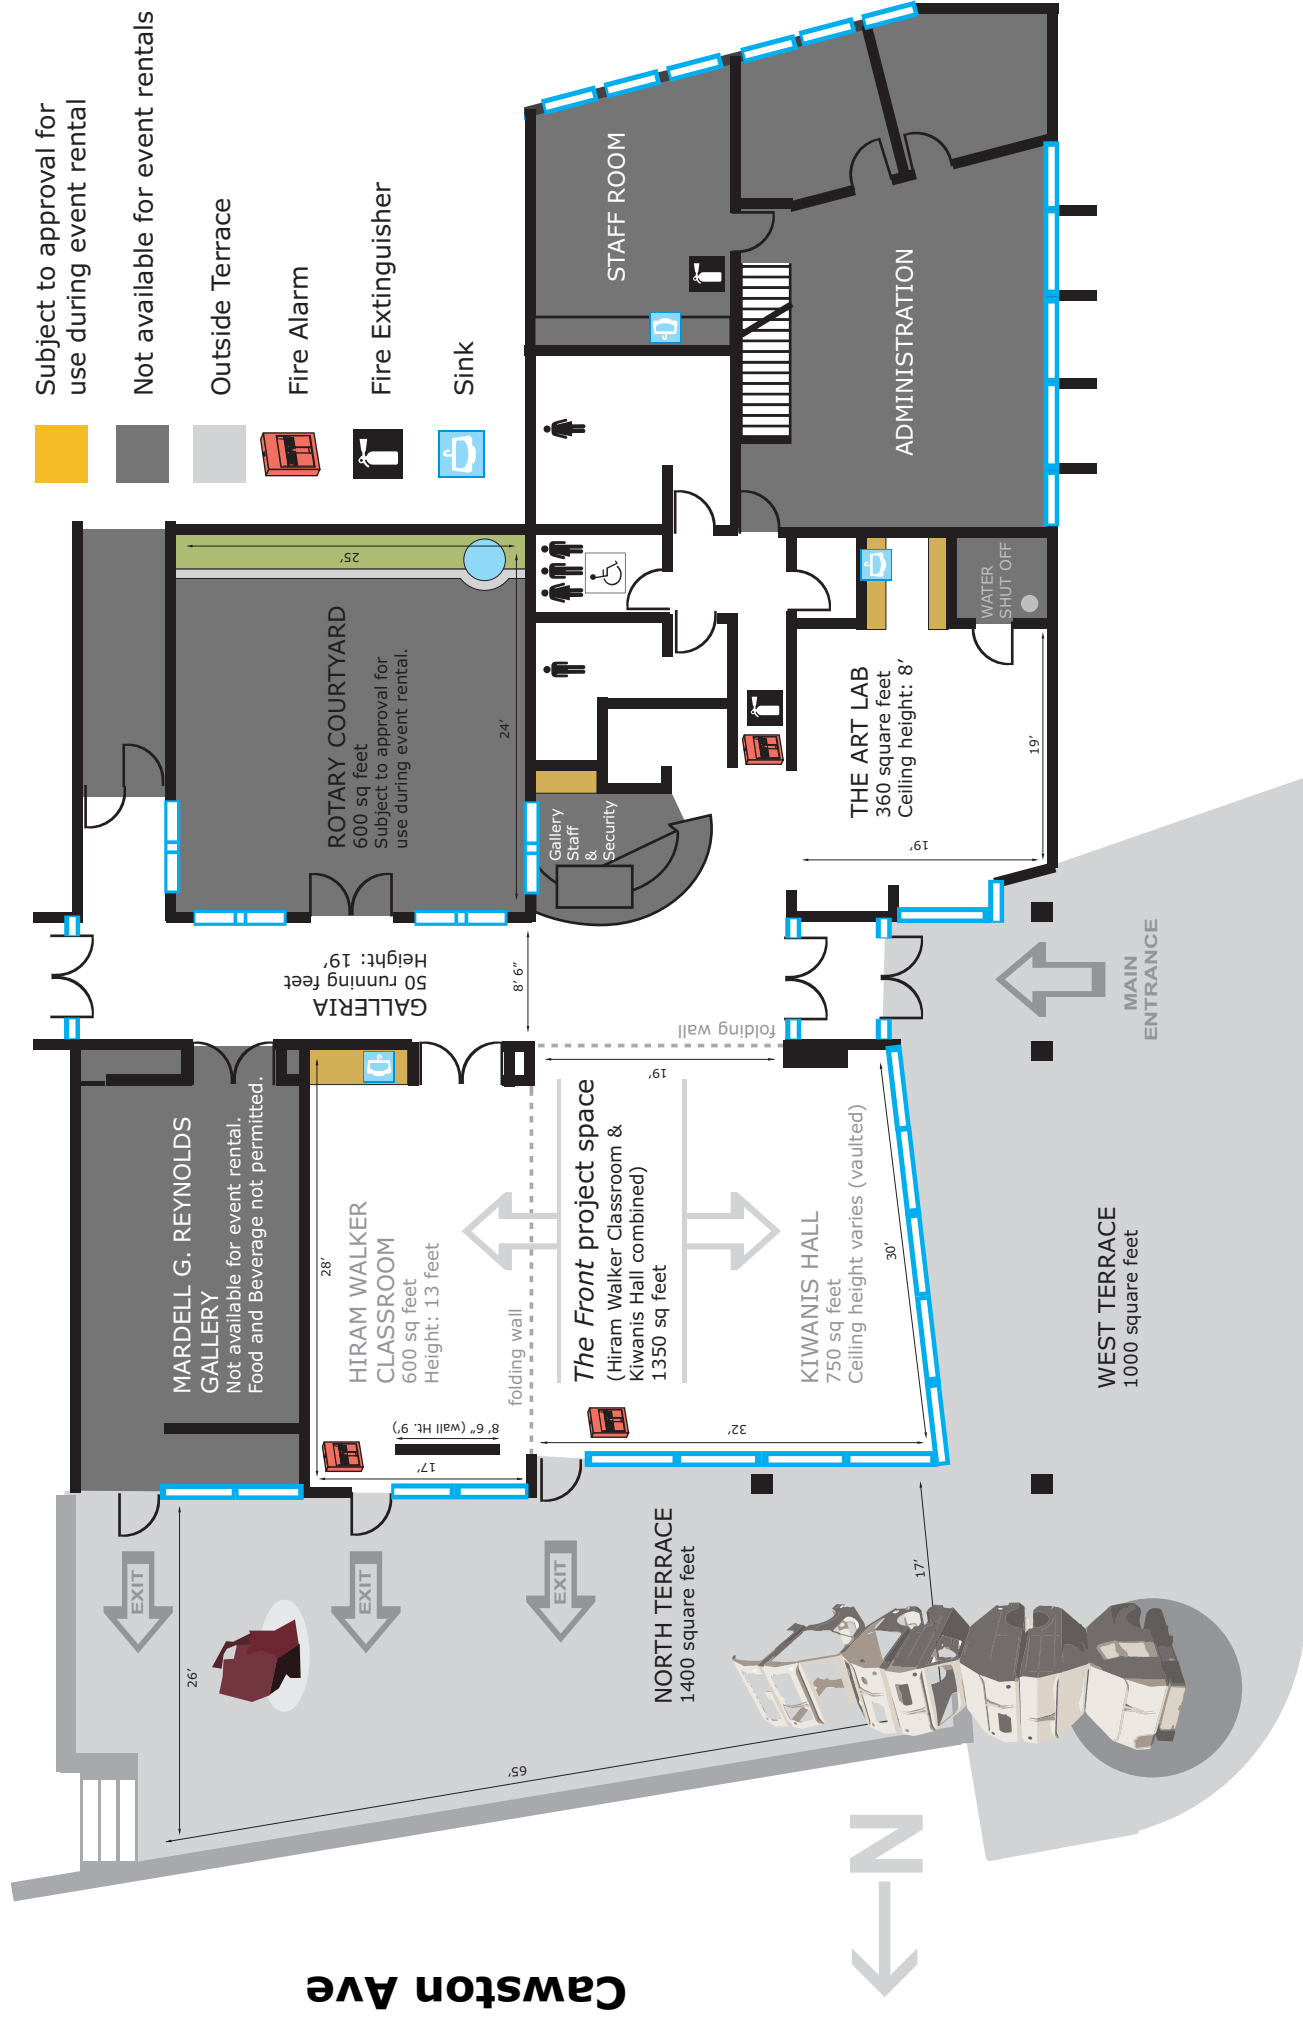 Subject to approval for
use during event rental
Not available for event rentals
Outside Terrace
Fire Alarm
Fire Extinguisher
Sink
STAFF ROOM
ADMINISTRATION
WATER
SHUT OFF
25’
ROTARY COURTYARD
600 sq feet
Subject to approval for
use during event rental.
24’
Gallery
Staff
&
Security
THE ART LAB
360 square feet
Ceiling height: 8’
19’
19’
GALLERIA
50 running feet
Height: 19’
8’ 6”
folding wall
MAIN
ENTRANCE
MARDELL G. REYNOLDS
GALLERY
Not available for event rental.
Food and Beverage not permitted.
28’
HIRAM WALKER
CLASSROOM
600 sq feet
Height: 13 feet
8’ 6” (wall Ht. 9’)
17’
folding wall
19’
The Front project space
(Hiram Walker Classroom &
Kiwanis Hall combined)
1350 sq feet
KIWANIS HALL
750 sq feet
Ceiling height varies (vaulted)
30’
32’
WEST TERRACE
1000 square feet
EXIT
EXIT
EXIT
NORTH TERRACE
1400 square feet
17’
26’
65’
N
Cawston Ave